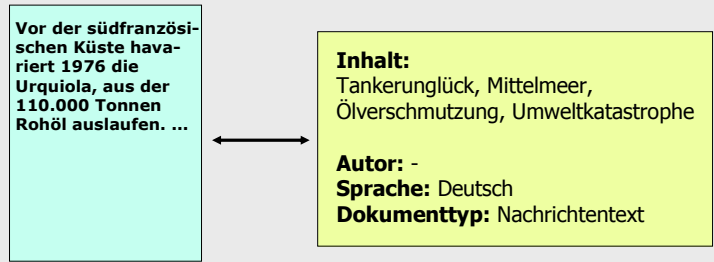 Vor der südfranzösi-
schen Küste hava-
riert 1976 die
Urquiola, aus der
110.000 Tonnen
Rohöl auslaufen. ...
Inhalt:
Tankerunglück, Mittelmeer,
Ölverschmutzung, Umweltkatastrophe
Autor: -
Sprache: Deutsch
Dokumenttyp: Nachrichtentext